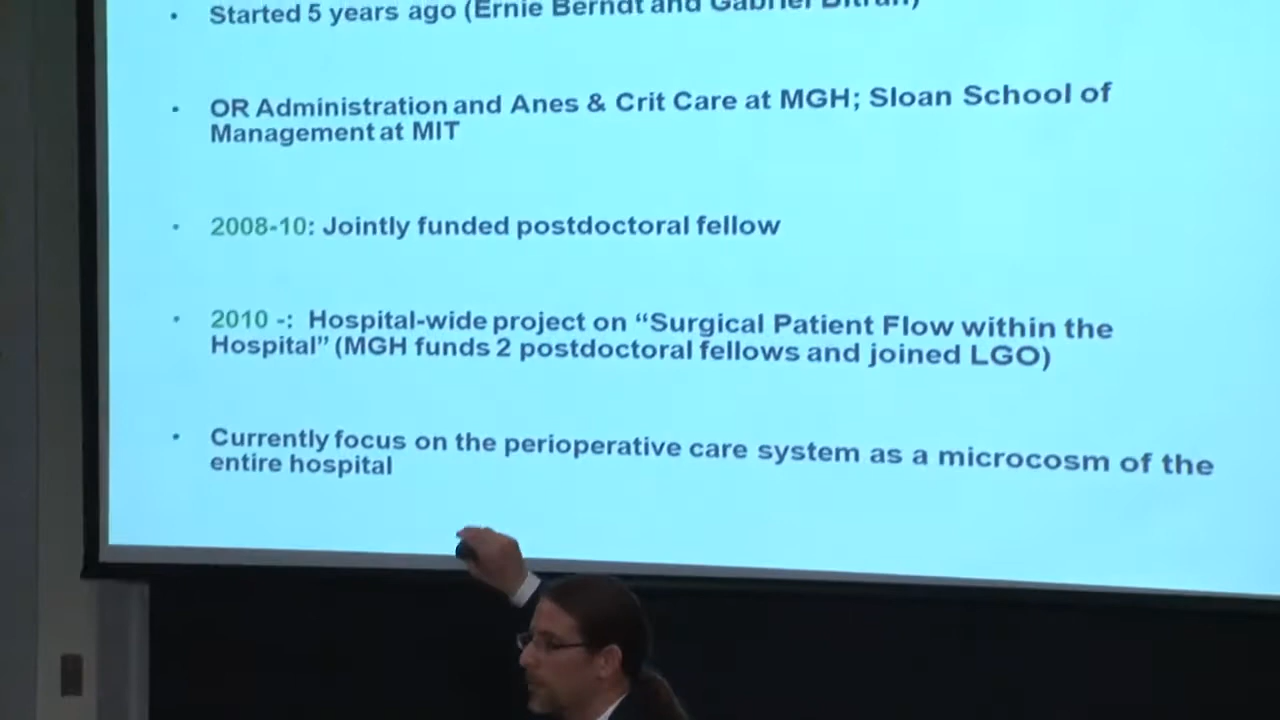 • Started 5 years ago (Ernie Berndt and Gabriel Bitran)
• OR Administration and Anes & Crit Care at MGH; Sloan School of
Management at MIT
• 2008-10: Jointly funded postdoctoral fellow
• 2010 -: Hospital-wide project on “Surgical Patient Flow within the
Hospital” (MGH funds 2 postdoctoral fellows and joined LGO)
• Currently focus on the perioperative care system as a microcosm of the
entire hospital